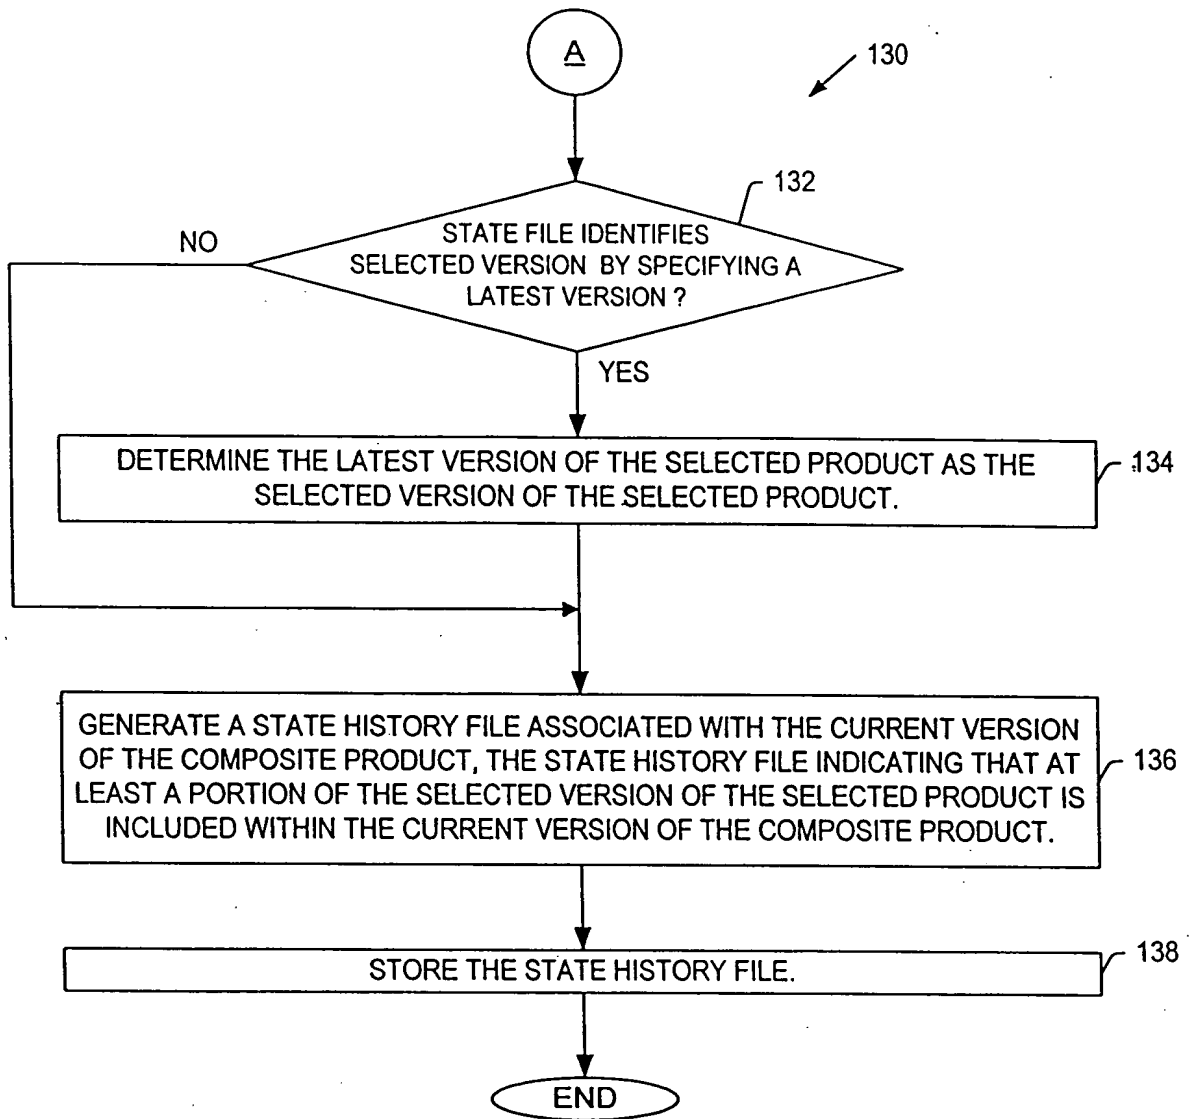 A
130
132
STATE FILE IDENTIFIES
SELECTED VERSION BY SPECIFYING A
LATEST VERSION ?
NO
YES
DETERMINE THE LATEST VERSION OF THE SELECTED PRODUCT AS THE
SELECTED VERSION OF THE SELECTED PRODUCT.
134
GENERATE A STATE HISTORY FILE ASSOCIATED WITH THE CURRENT VERSION
OF THE COMPOSITE PRODUCT, THE STATE HISTORY FILE INDICATING THAT AT
LEAST A PORTION OF THE SELECTED VERSION OF THE SELECTED PRODUCT IS
INCLUDED WITHIN THE CURRENT VERSION OF THE COMPOSITE PRODUCT.
136
STORE THE STATE HISTORY FILE.
138
END